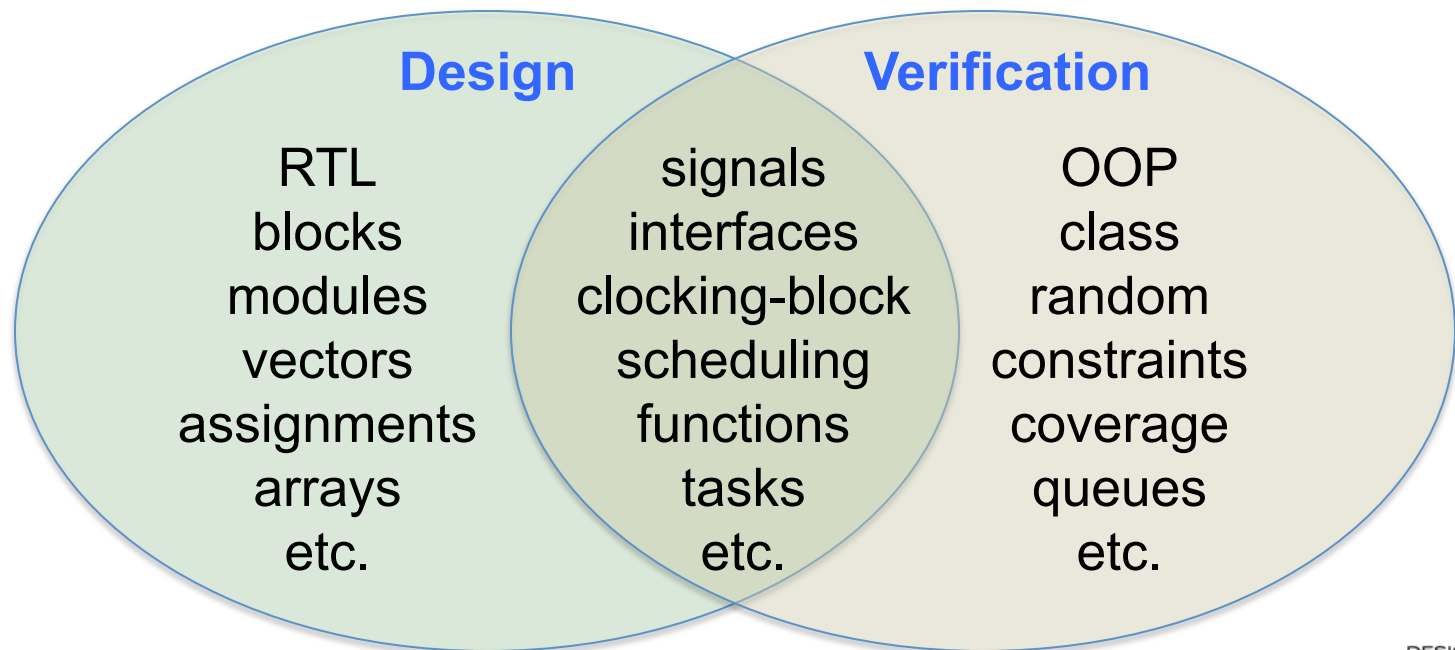 Design
Verification
RTL
blocks
modules
vectors
assignments
arrays
etc.
signals
interfaces
clocking-block
scheduling
functions
tasks
etc.
OOP
class
random
constraints
coverage
queues
etc.